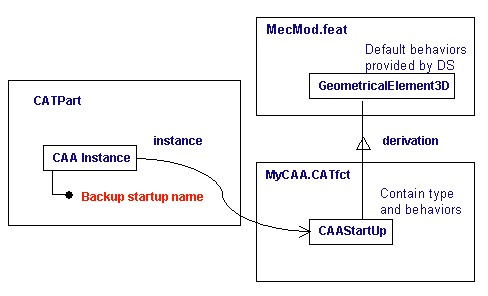 MecMod.feat
Default behaviors
provided by DS
GeometricalElement3D
CATPart
instance
derivation
CAA Instance
MyCAA.CATfct
Backup startup name
Contain type
and behaviors
CAAStartUp